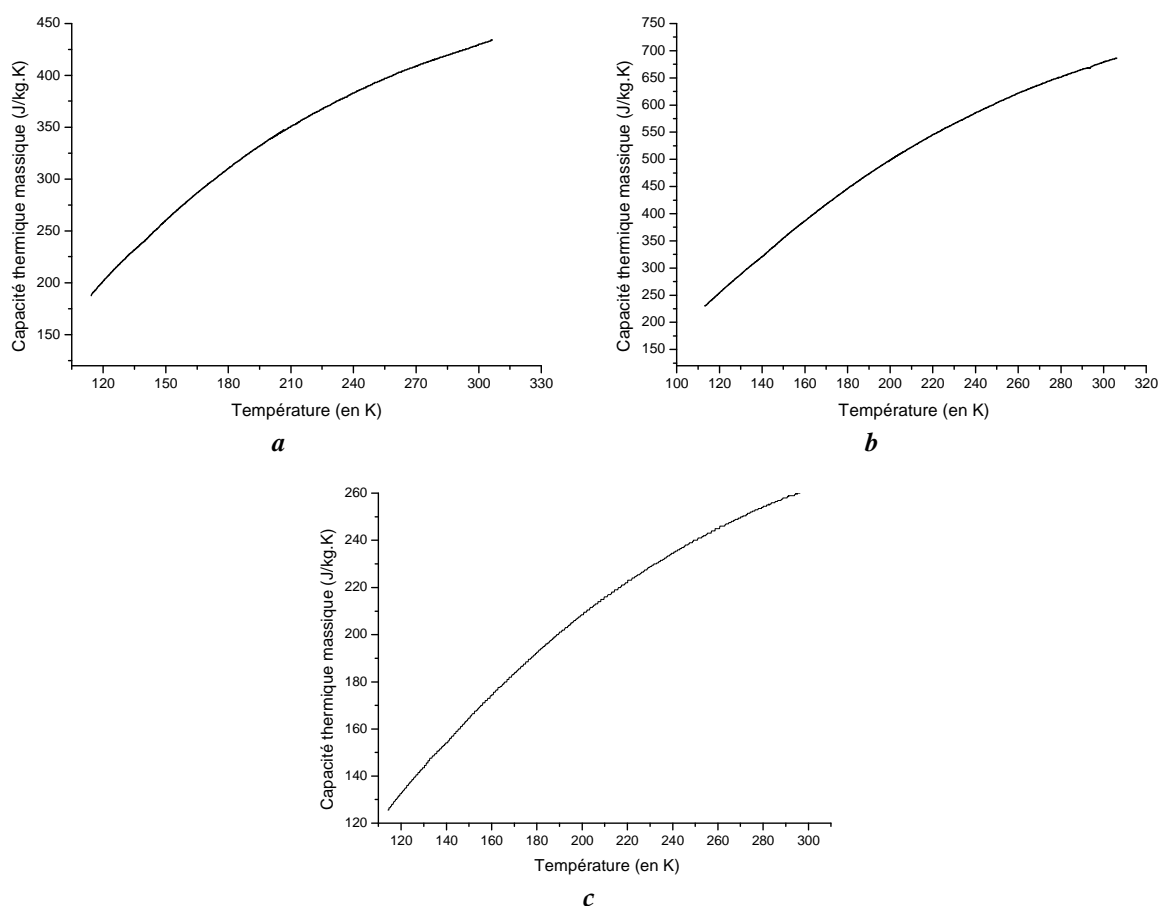 450
400
350
300
250
200
150
120 150 180 210 240 270 300 330
Capacité thermique massique (J/kg.K)
Température (en K)
a
750
700
650
600
550
500
450
400
350
300
250
200
150
100 120 140 160 180 200 220 240 260 280 300 320
Capacité thermique massique (J/kg.K)
Température (en K)
b
260
240
220
200
180
160
140
120
120 140 160 180 200 220 240 260 280 300
Capacité thermique massique (J/kg.K)
Température (en K)
c